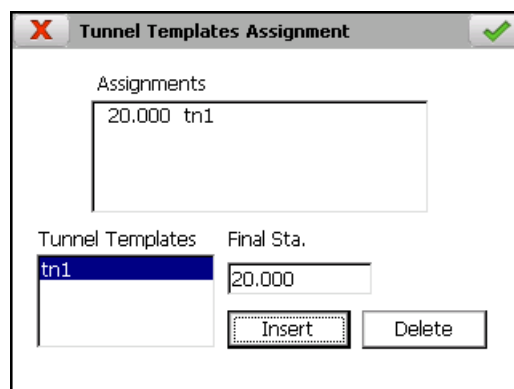 Tunnel Templates Assignment
Assignments
20.000 tn1
Tunnel Templates
Final Sta.
tn1
20.000
Insert
Delete